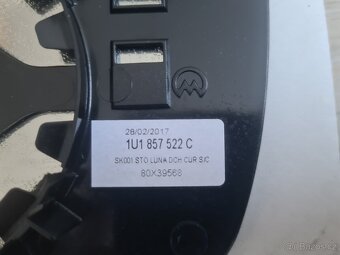 28/02/2017
1U1 857 522 C
SK001 STO LUNA DCH CUR S/C
80X39568